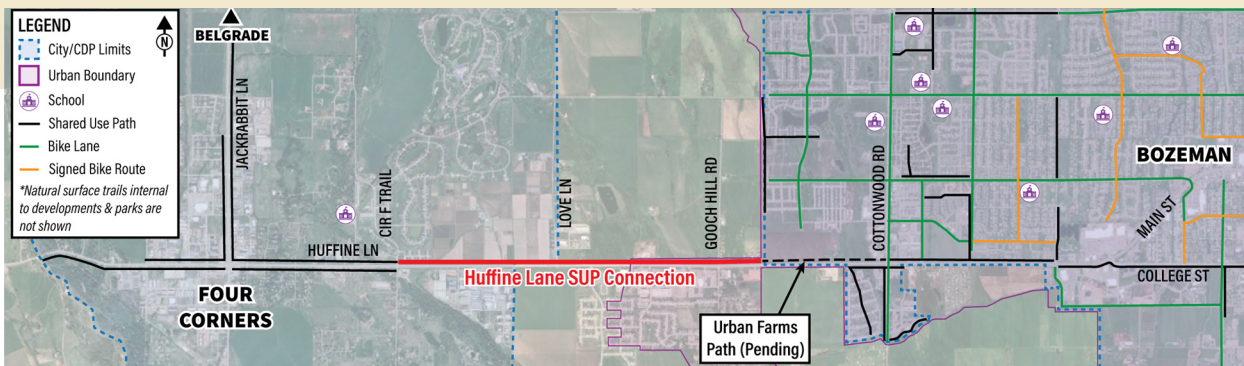 LEGEND
City/CDP Limits
Urban Boundary
School
Shared Use Path
Bike Lane
Signed Bike Route
*Natural surface trails internal
to developments & parks are
not shown
N
BELGRADE
JACKRABBIT LN
CIR F TRAIL
LOVE LN
GOOCH HILL RD
COTTONWOOD RD
BOZEMAN
MAIN ST
HUFFINE LN
Huffine Lane SUP Connection
COLLEGE ST
FOUR
CORNERS
Urban Farms
Path (Pending)